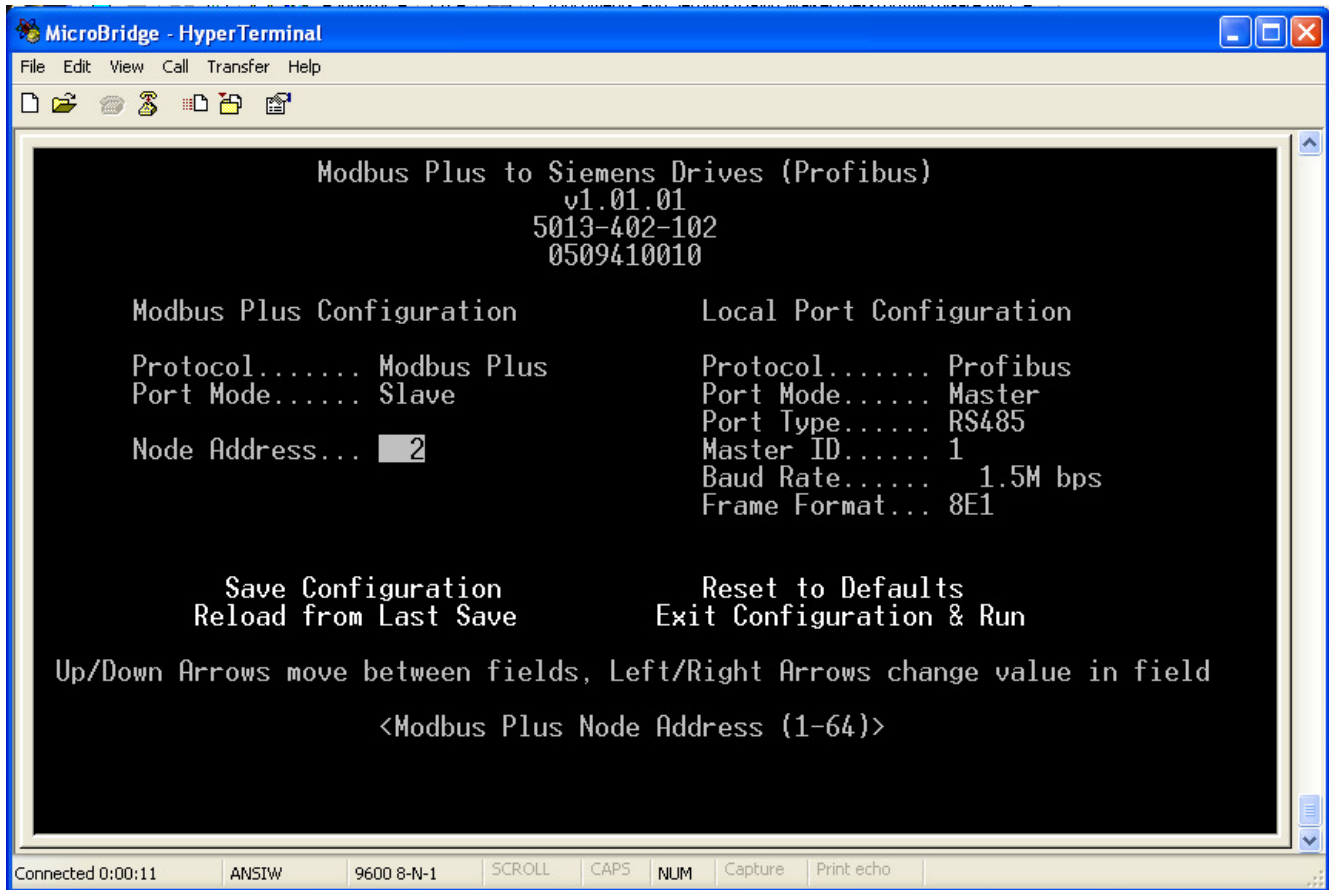 MicroBridge - HyperTerminal
File Edit View Call Transfer Help
Modbus Plus to Siemens Drives (Profibus)
v1.01.01
5013-402-102
0509410010
Modbus Plus Configuration
Protocol....... Modbus Plus
Port Mode...... Slave
Node Address... 2
Local Port Configuration
Protocol....... Profibus
Port Mode...... Master
Port Type...... RS485
Master ID...... 1
Baud Rate...... 1.5M bps
Frame Format... 8E1
Save Configuration
Reset to Defaults
Reload from Last Save
Exit Configuration & Run
Up/Down Arrows move between fields, Left/Right Arrows change value in field
<Modbus Plus Node Address (1-64)>
Connected 0:00:11 ANSIW 9600 8-N-1 SCROLL CAPS NUM Capture Print echo